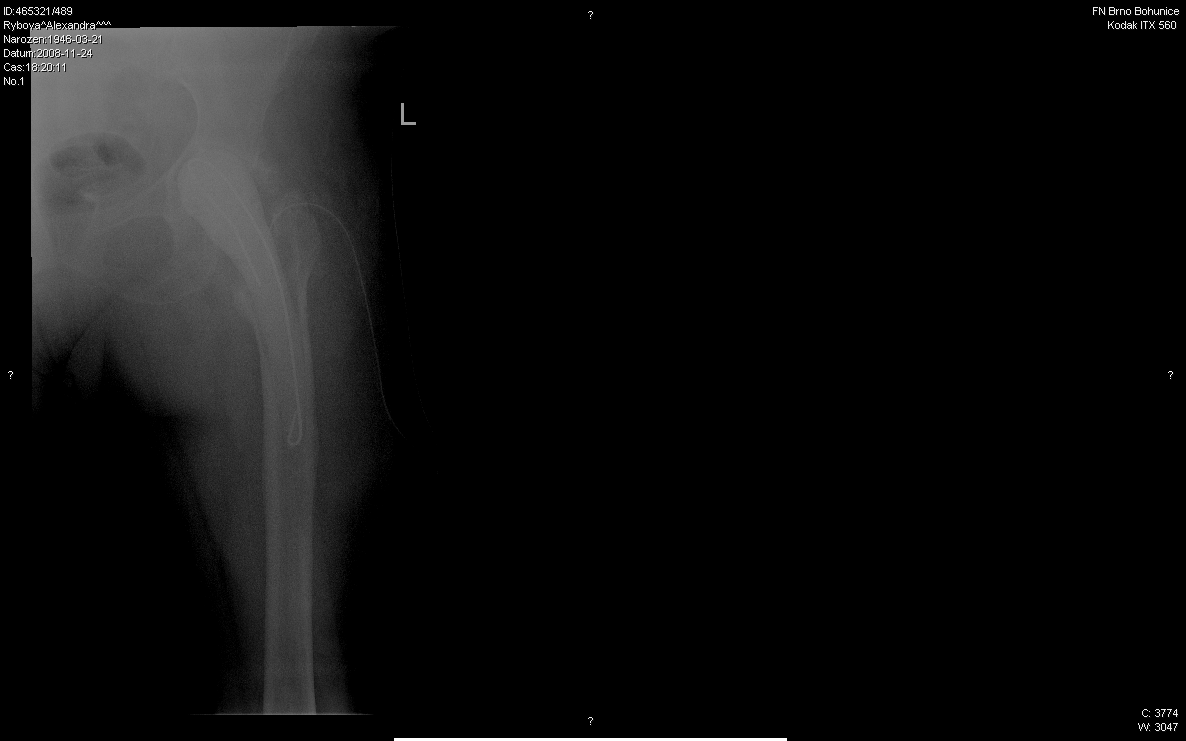 ID:465321/489
Rybova^Alexandra^^^
Narozen:1946-03-21
Datum:2008-11-24
Cas:18:20:11
No.1
?
FN Brno Bohunice
Kodak ITX 560
L
?
?
?
C: 3774
W: 3047